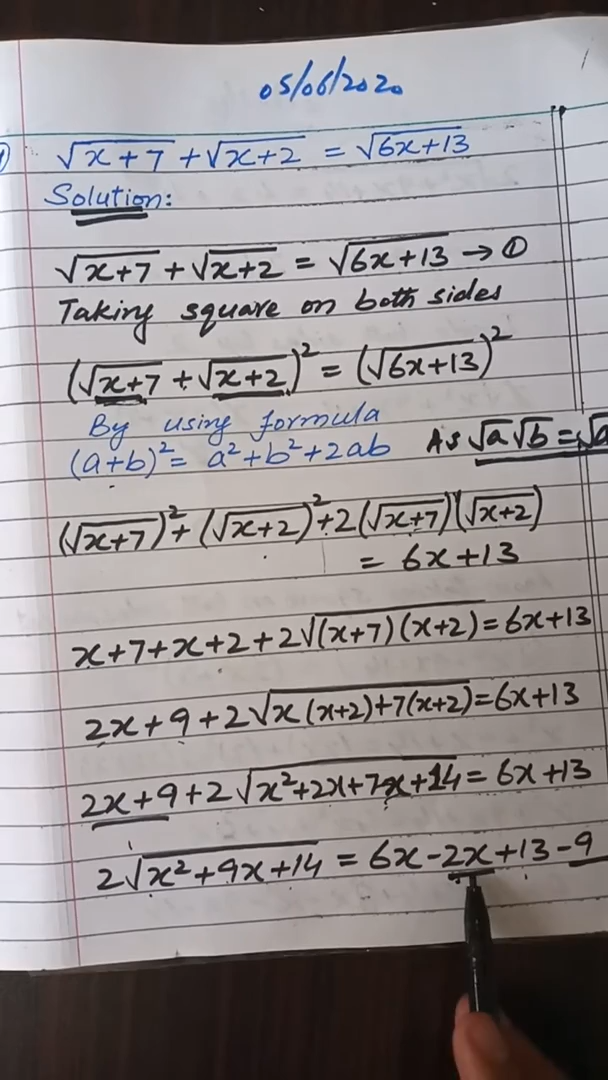 05/06/2020
√x+7 + √x+2 = √6x+13
Solution:
√x+7 + √x+2 = √6x+13 → ①
Taking square on both sides
(√x+7 + √x+2)² = (√6x+13)²
By using formula
(a+b)² = a²+b²+2ab As √a√b = √a
(√x+7)² + (√x+2)² + 2(√x+7)(√x+2)
= 6x+13
x+7+x+2+2√(x+7)(x+2) = 6x+13
2x+9+2√x(x+2)+7(x+2) = 6x+13
2x+9+2√x²+2x+7x+14 = 6x+13
2√x²+9x+14 = 6x-2x+13-9